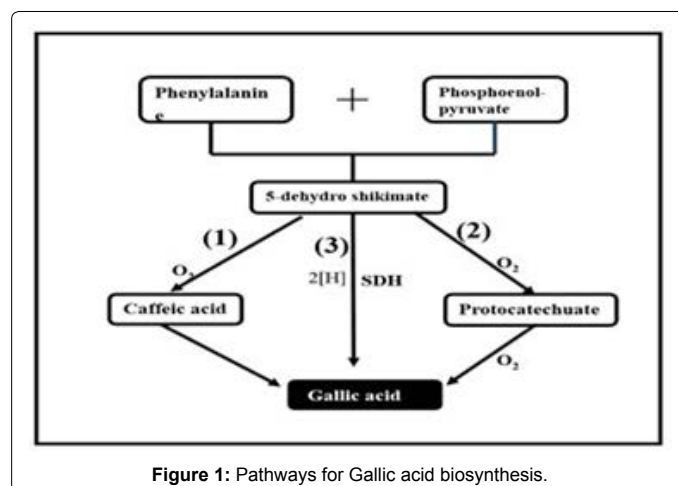 Phenylalanin
e
+
Phosphoenol-
pyruvate
5-dehydro shikimate
(1)
(3)
(2)
O2
2[H] SDH
O2
Caffeic acid
Protocatechuate
O2
Gallic acid
Figure 1: Pathways for Gallic acid biosynthesis.